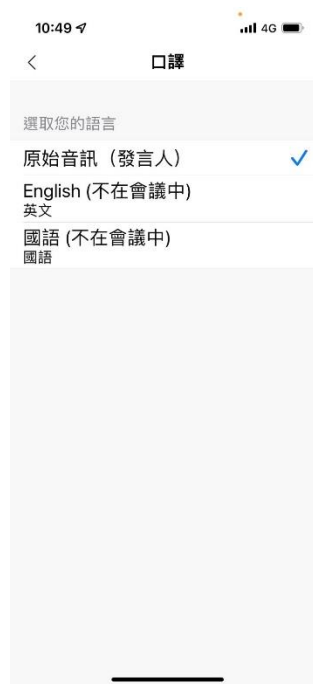 10:49
4G
口譯
選取您的語言
原始音訊（發言人）
English (不在會議中)
英文
國語 (不在會議中)
國語